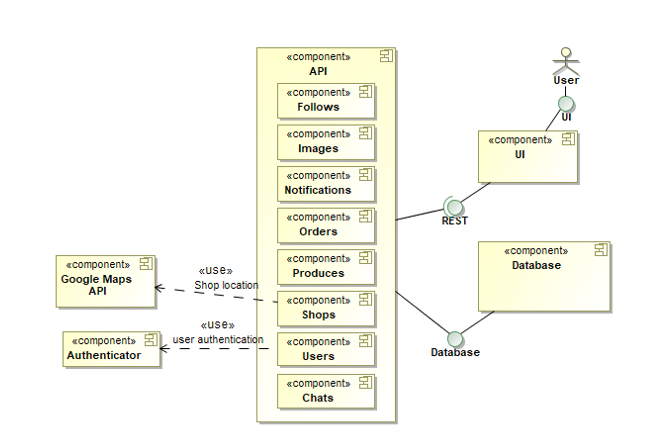 «component»
API
«component»
Follows
«component»
Images
«component»
Notifications
«component»
Orders
«component»
Produces
«component»
Shops
«component»
Users
«component»
Chats
«component»
Google Maps
API
«use»
Shop location
«component»
Authenticator
«use»
user authentication
User
UI
«component»
UI
REST
«component»
Database
Database